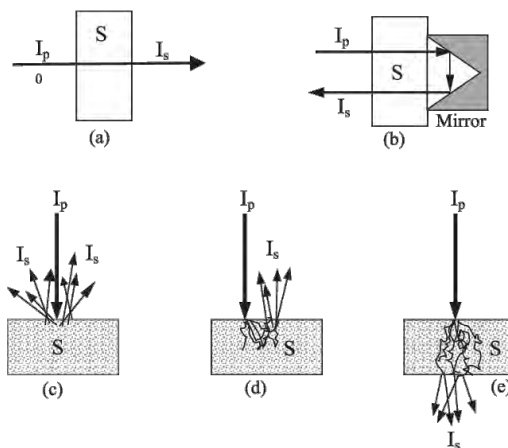 I_p S I_s
0
(a)
I_p
S
I_s
Mirror
(b)
I_p
I_s I_s
S
(c)
I_p
I_s
S
(d)
I_p
S
(e)
I_s